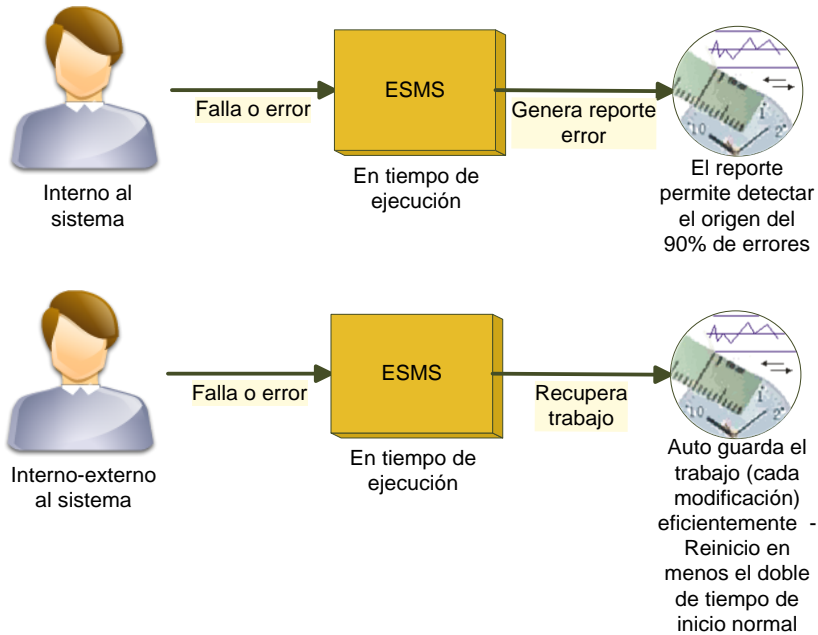 Falla o error
ESMS
Genera reporte
error
Interno al
sistema
En tiempo de
ejecución
El reporte
permite detectar
el origen del
90% de errores
Falla o error
ESMS
Recupera
trabajo
Interno-externo
al sistema
En tiempo de
ejecución
Auto guarda el
trabajo (cada
modificación)
eficientemente -
Reinicio en
menos el doble
de tiempo de
inicio normal